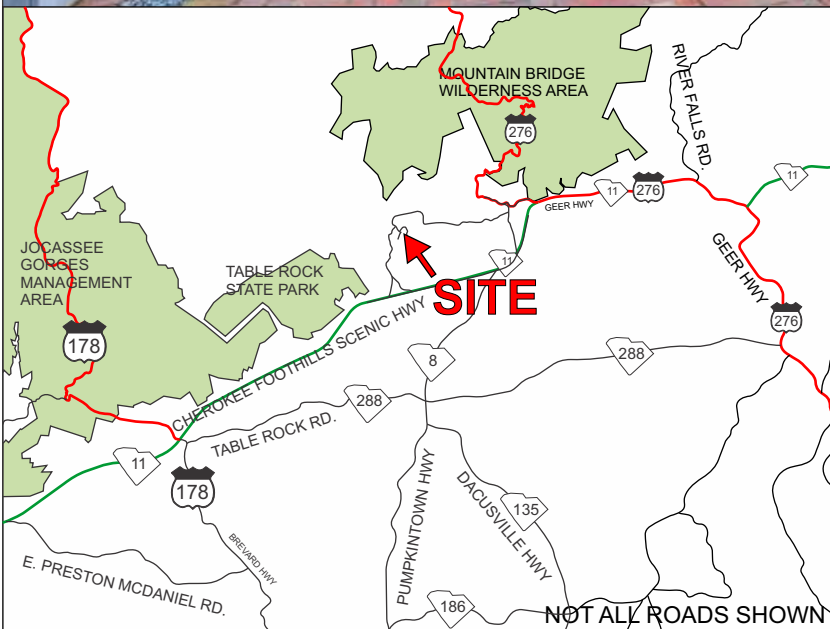 MOUNTAIN BRIDGE
WILDERNESS AREA
RIVER FALLS RD.
276
11
276
11
GEER HWY
JOCASSEE
GORGES
MANAGEMENT
AREA
TABLE ROCK
STATE PARK
11
SITE
GEER HWY
276
178
CHEROKEE FOOTHILLS SCENIC HWY
8
288
288
TABLE ROCK RD.
11
178
PUMPKINTOWN HWY
DACUSVILLE HWY
135
BREVARD HWY
E. PRESTON MCDANIEL RD.
186
NOT ALL ROADS SHOWN